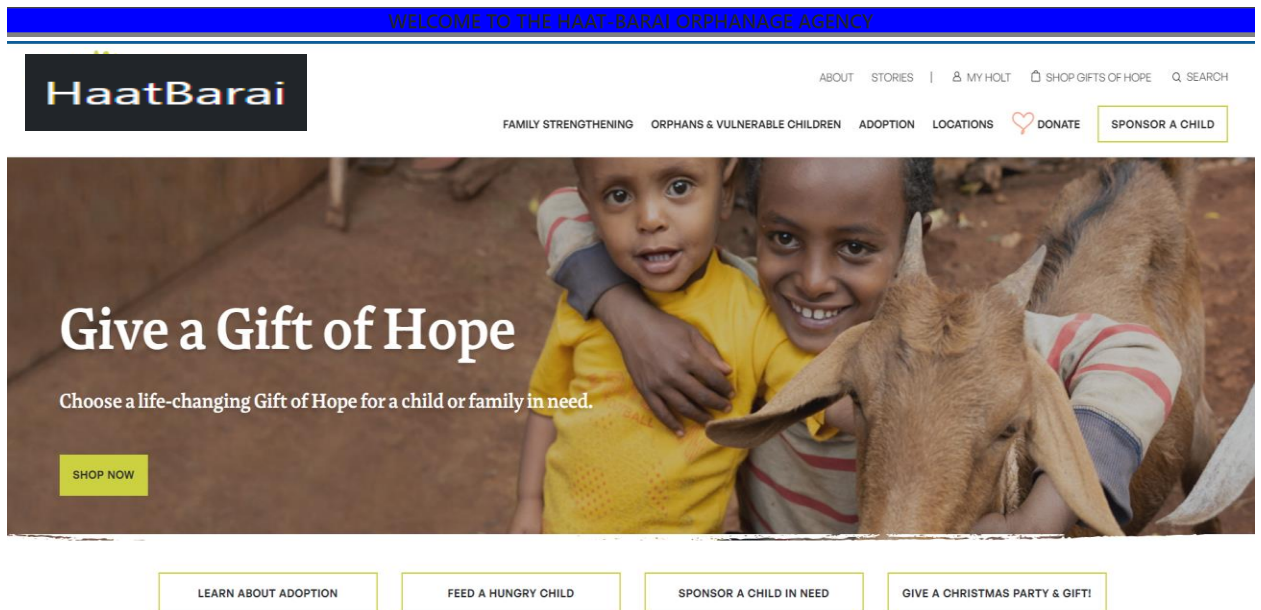 WELCOME TO THE HAAT-BARAI ORPHANAGE AGENCY
HaatBarai
ABOUT STORIES | MY HOLT SHOP GIFTS OF HOPE SEARCH
FAMILY STRENGTHENING ORPHANS & VULNERABLE CHILDREN ADOPTION LOCATIONS DONATE SPONSOR A CHILD
Give a Gift of Hope
Choose a life-changing Gift of Hope for a child or family in need.
SHOP NOW
LEARN ABOUT ADOPTION FEED A HUNGRY CHILD SPONSOR A CHILD IN NEED GIVE A CHRISTMAS PARTY & GIFT!